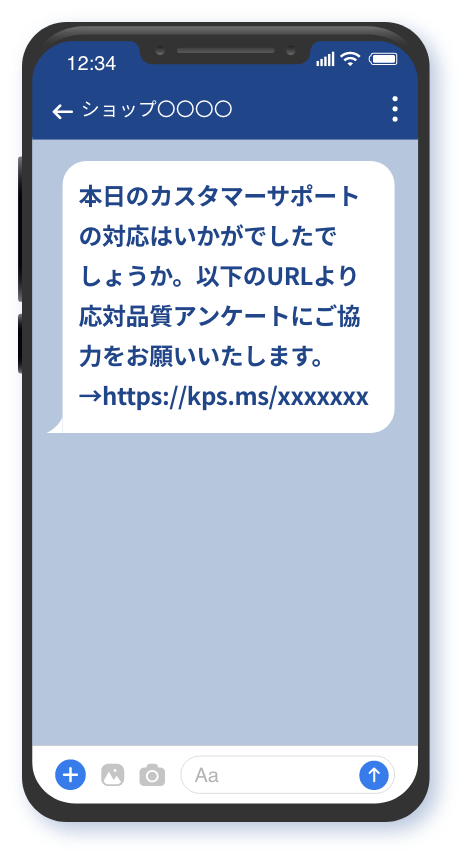 12:34
ショップ〇〇〇〇
本日のカスタマーサポート
の対応はいかがでしたで
しょうか。以下のURLより
応対品質アンケートにご協
力をお願いいたします。
→https://kps.ms/xxxxxxx
Aa